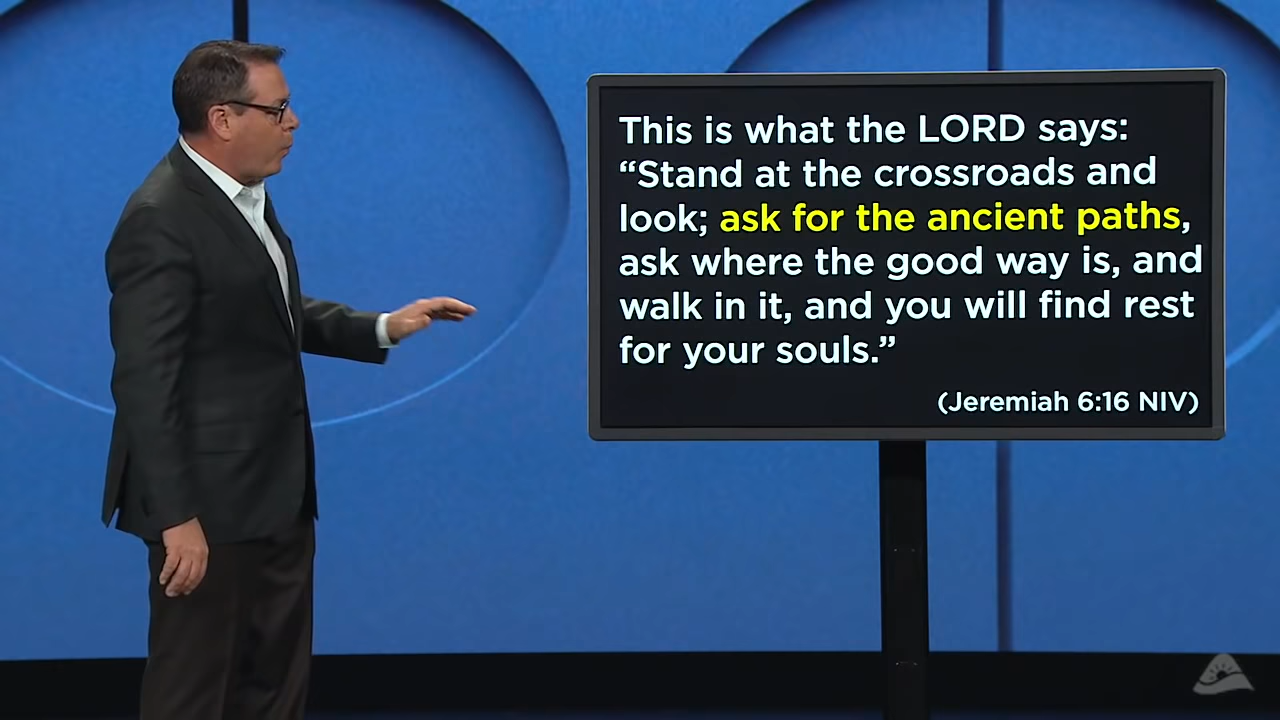 This is what the LORD says:
“Stand at the crossroads and
look; ask for the ancient paths,
ask where the good way is, and
walk in it, and you will find rest
for your souls.”
(Jeremiah 6:16 NIV)